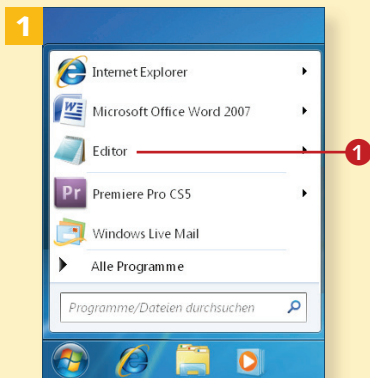 1
Internet Explorer
Microsoft Office Word 2007
Editor
1
Pr Premiere Pro CS5
Windows Live Mail
Alle Programme
Programme/Dateien durchsuchen